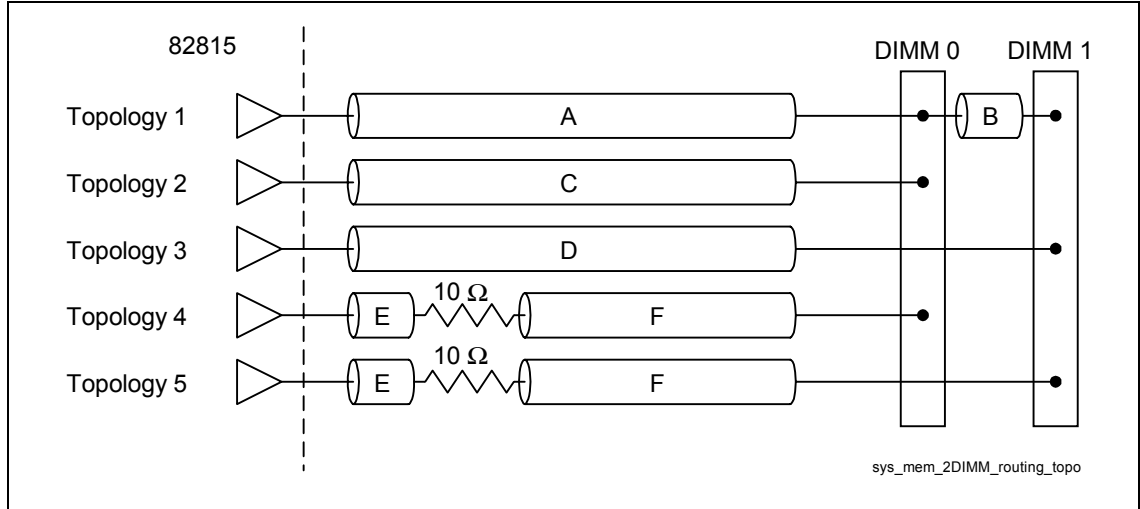 82815
DIMM 0 DIMM 1
Topology 1 A B
Topology 2 C
Topology 3 D
10 Ω
Topology 4 E F
10 Ω
Topology 5 E F
sys_mem_2DIMM_routing_topo